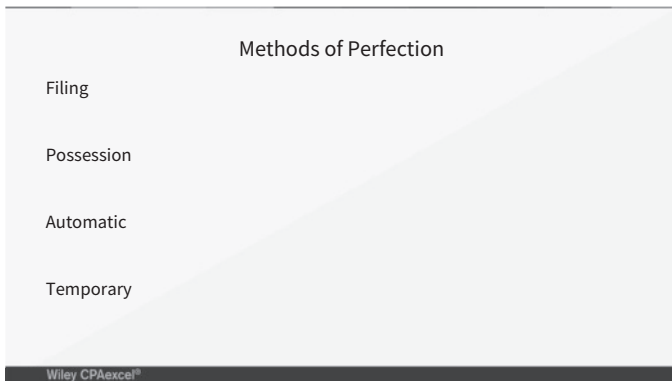 Methods of Perfection
Filing
Possession
Automatic
Temporary
Wiley CPAexcel®